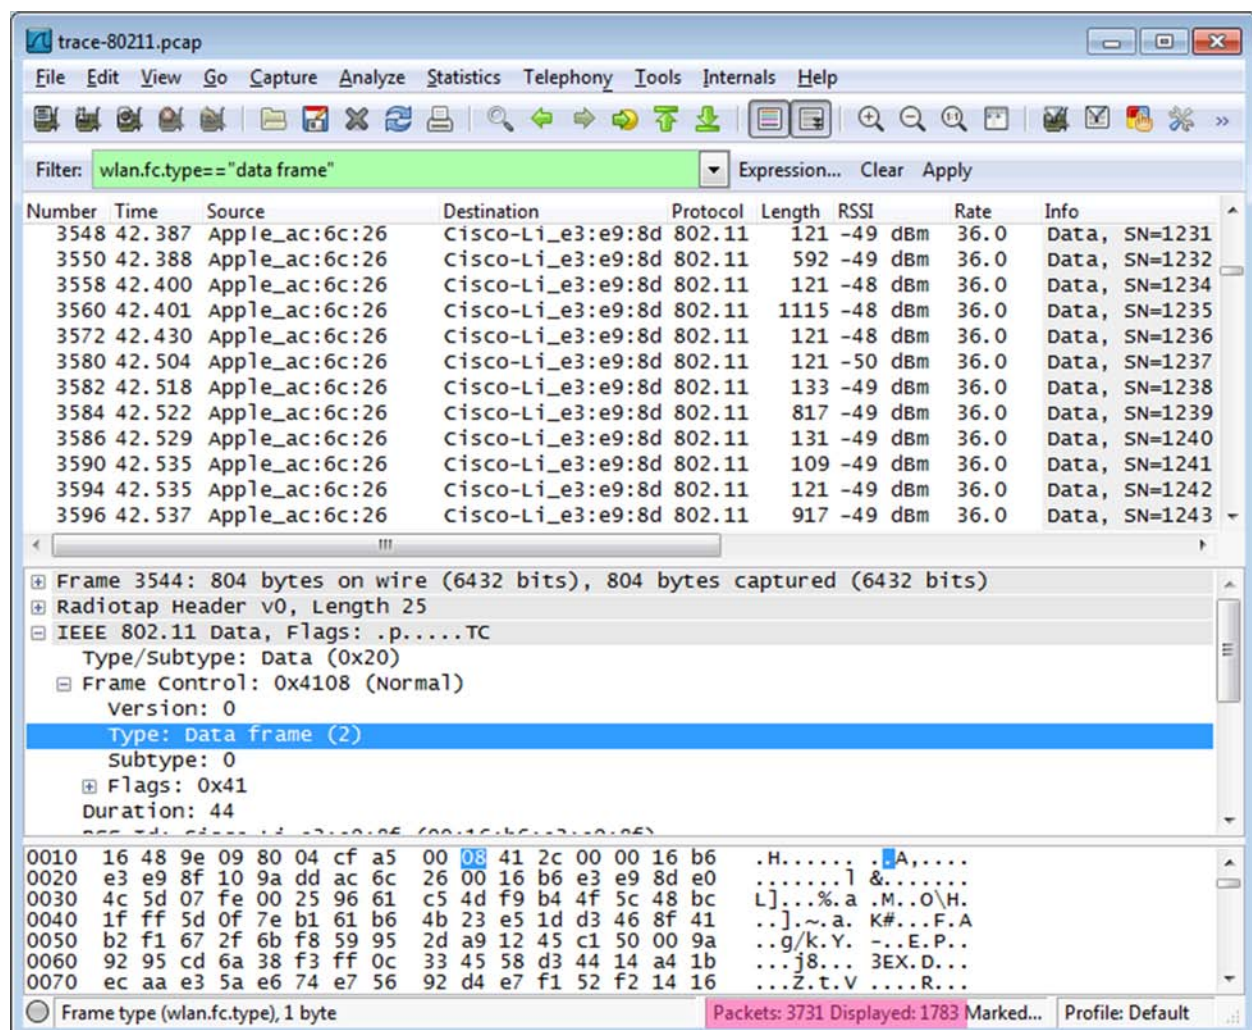 trace-80211.pcap
File Edit View Go Capture Analyze Statistics Telephony Tools Internals Help
Filter: wlan.fc.type=="data frame" Expression... Clear Apply
Number Time Source Destination Protocol Length RSSI Rate Info
3548 42.387 Apple_ac:6c:26 Cisco-Li_e3:e9:8d 802.11 121 -49 dBm 36.0 Data, SN=1231
3550 42.388 Apple_ac:6c:26 Cisco-Li_e3:e9:8d 802.11 592 -49 dBm 36.0 Data, SN=1232
3558 42.400 Apple_ac:6c:26 Cisco-Li_e3:e9:8d 802.11 121 -48 dBm 36.0 Data, SN=1234
3560 42.401 Apple_ac:6c:26 Cisco-Li_e3:e9:8d 802.11 1115 -48 dBm 36.0 Data, SN=1235
3572 42.430 Apple_ac:6c:26 Cisco-Li_e3:e9:8d 802.11 121 -48 dBm 36.0 Data, SN=1236
3580 42.504 Apple_ac:6c:26 Cisco-Li_e3:e9:8d 802.11 121 -50 dBm 36.0 Data, SN=1237
3582 42.518 Apple_ac:6c:26 Cisco-Li_e3:e9:8d 802.11 133 -49 dBm 36.0 Data, SN=1238
3584 42.522 Apple_ac:6c:26 Cisco-Li_e3:e9:8d 802.11 817 -49 dBm 36.0 Data, SN=1239
3586 42.529 Apple_ac:6c:26 Cisco-Li_e3:e9:8d 802.11 131 -49 dBm 36.0 Data, SN=1240
3590 42.535 Apple_ac:6c:26 Cisco-Li_e3:e9:8d 802.11 109 -49 dBm 36.0 Data, SN=1241
3594 42.535 Apple_ac:6c:26 Cisco-Li_e3:e9:8d 802.11 121 -49 dBm 36.0 Data, SN=1242
3596 42.537 Apple_ac:6c:26 Cisco-Li_e3:e9:8d 802.11 917 -49 dBm 36.0 Data, SN=1243
Frame 3544: 804 bytes on wire (6432 bits), 804 bytes captured (6432 bits)
Radiotap Header v0, Length 25
IEEE 802.11 Data, Flags: .p.....TC
Type/Subtype: Data (0x20)
Frame Control: 0x4108 (Normal)
Version: 0
Type: Data frame (2)
Subtype: 0
Flags: 0x41
Duration: 44
0010 16 48 9e 09 80 04 cf a5 00 08 41 2c 00 00 16 b6 .H...... ..A,....
0020 e3 e9 8f 10 9a dd ac 6c 26 00 16 b6 e3 e9 8d e0 .......l &.......
0030 4c 5d 07 fe 00 25 96 61 c5 4d f9 b4 4f 5c 48 bc L]...%.a .M..O\H.
0040 1f ff 5d 0f 7e b1 61 b6 4b 23 e5 1d d3 46 8f 41 ..].~.a. K#...F.A
0050 b2 f1 67 2f 6b f8 59 95 2d a9 12 45 c1 50 00 9a ..g/k.Y. -..E.P..
0060 92 95 cd 6a 38 f3 ff 0c 33 45 58 d3 44 14 a4 1b ...j8... 3EX.D...
0070 ec aa e3 5a e6 74 e7 56 92 d4 e7 f1 52 f2 14 16 ...Z.t.V ....R...
Frame type (wlan.fc.type), 1 byte Packets: 3731 Displayed: 1783 Marked... Profile: Default